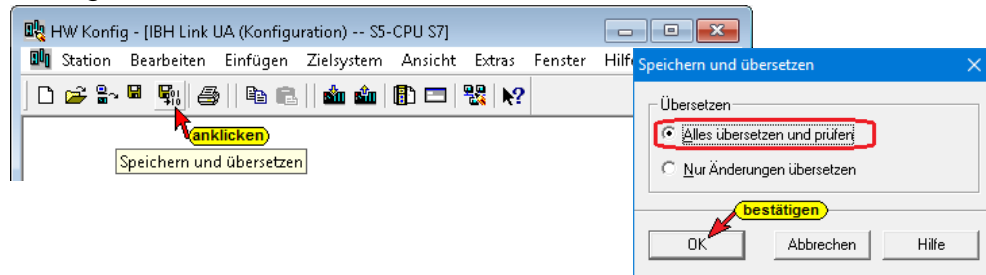 HW Konfig - [IBH Link UA (Konfiguration) -- S5-CPU S7]
Station Bearbeiten Einfügen Zielsystem Ansicht Extras Fenster Hilf
anklicken
Speichern und übersetzen
Speichern und übersetzen
Übersetzen
Alles übersetzen und prüfen
Nur Änderungen übersetzen
bestätigen
OK Abbrechen Hilfe